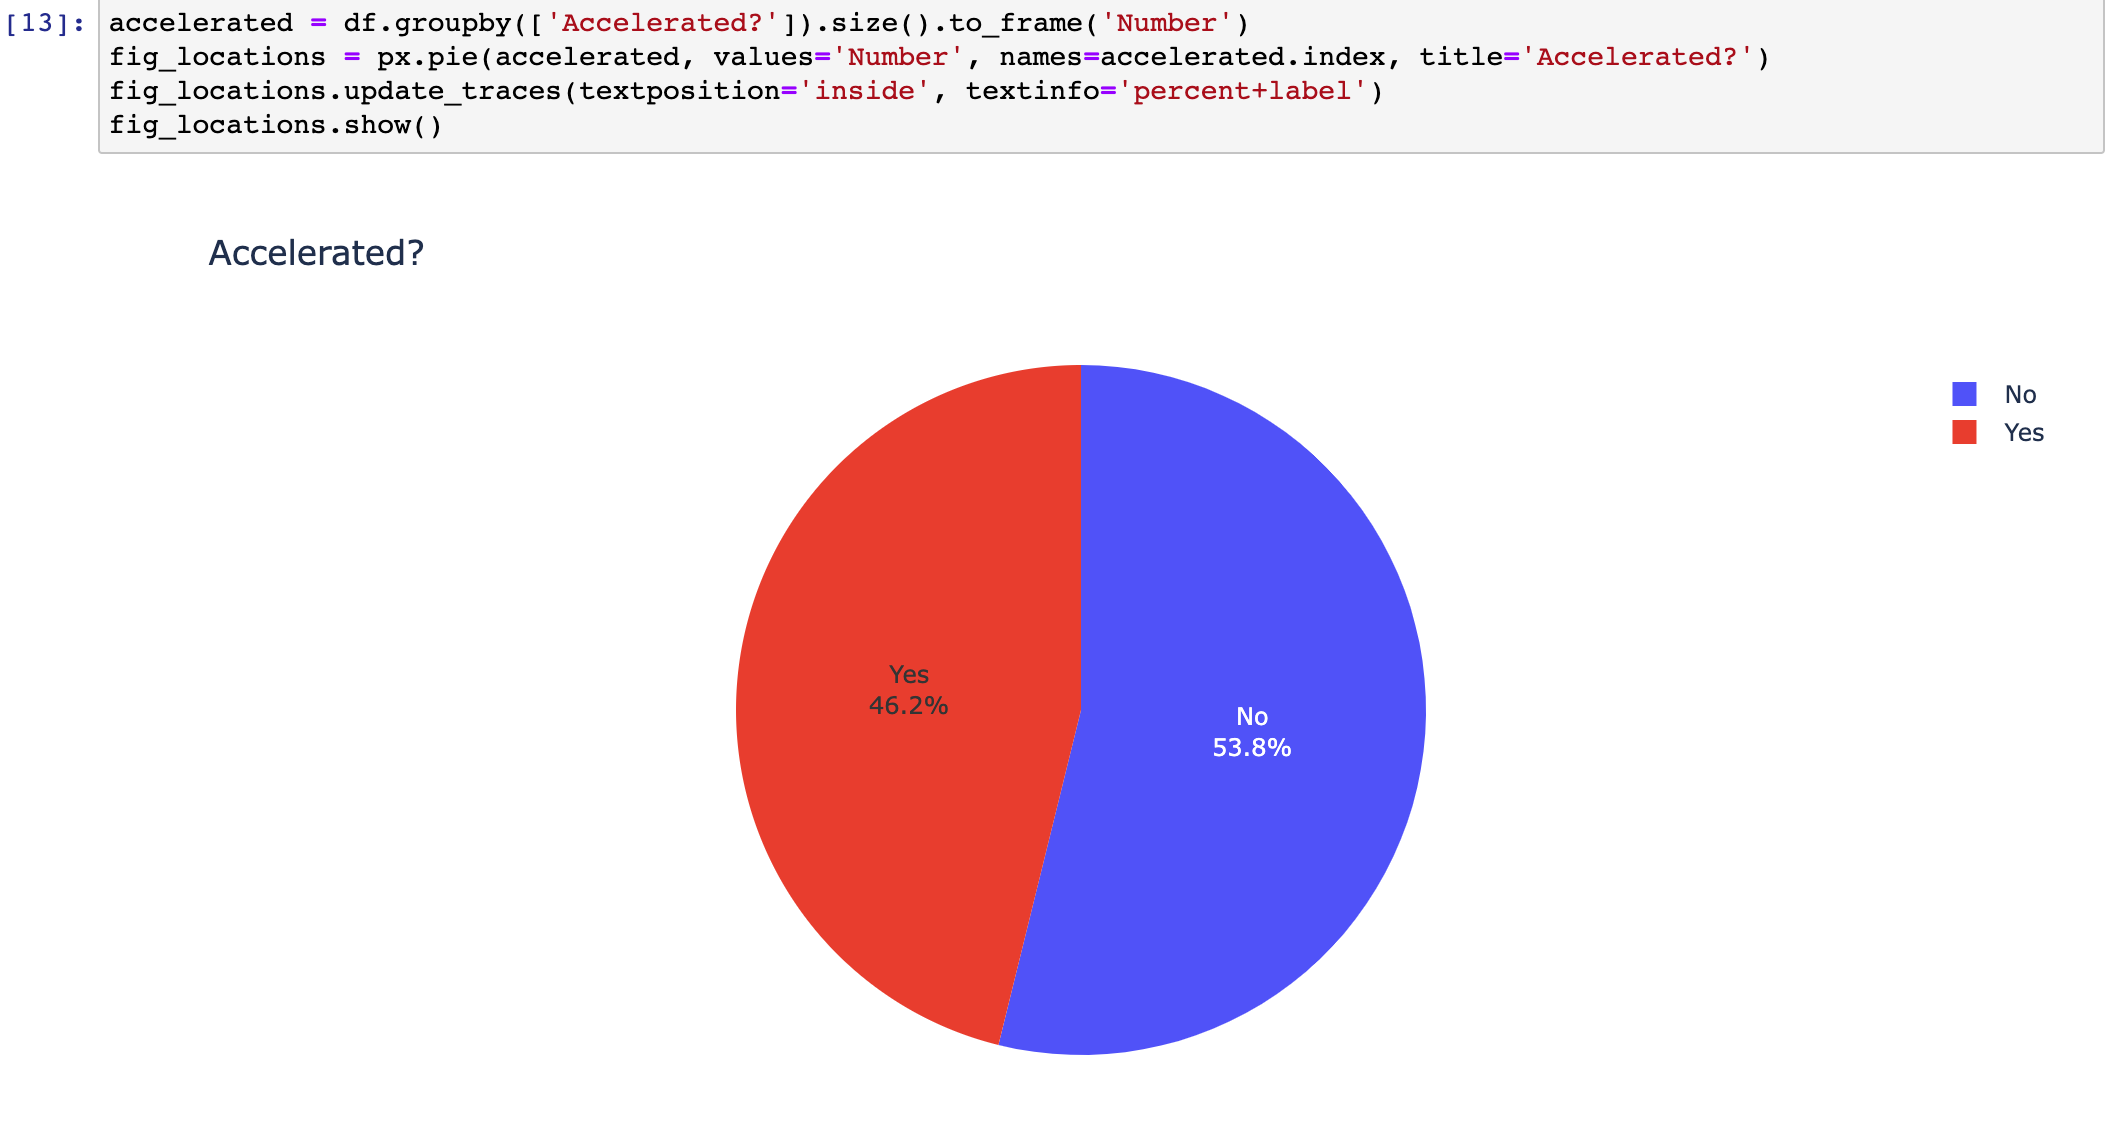 [13]: accelerated = df.groupby(['Accelerated?']).size().to_frame('Number')
fig_locations = px.pie(accelerated, values='Number', names=accelerated.index, title='Accelerated?')
fig_locations.update_traces(textposition='inside', textinfo='percent+label')
fig_locations.show()
Accelerated?
No
Yes
Yes
46.2%
No
53.8%